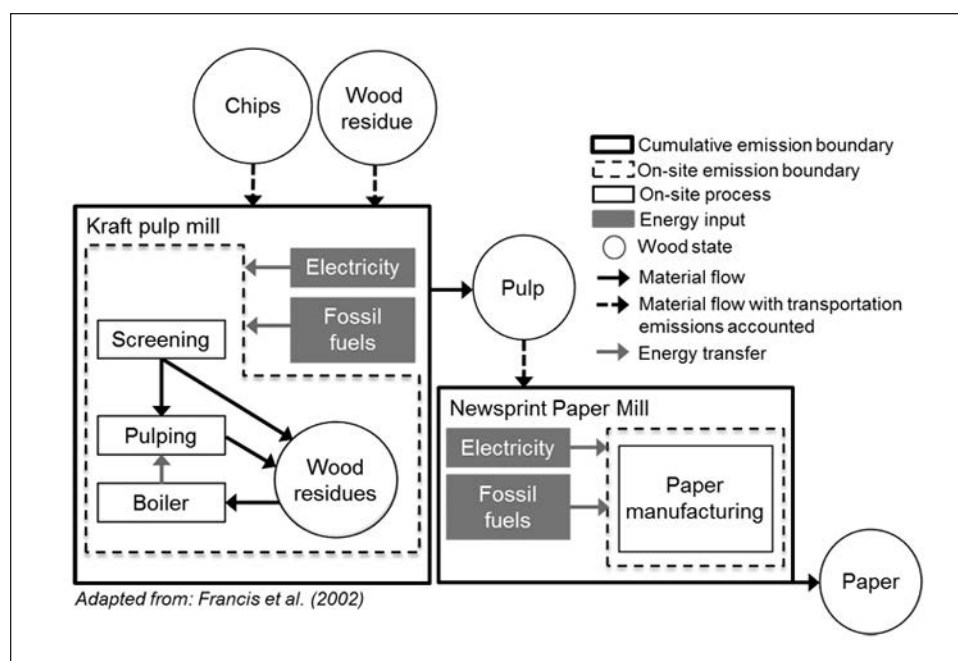 Chips
Wood
residue
Cumulative emission boundary
On-site emission boundary
On-site process
Energy input
Wood state
Material flow
Material flow with transportation
emissions accounted
Energy transfer
Kraft pulp mill
Electricity
Fossil
fuels
Screening
Pulping
Boiler
Wood
residues
Pulp
Newsprint Paper Mill
Electricity
Fossil
fuels
Paper
manufacturing
Paper
Adapted from: Francis et al. (2002)